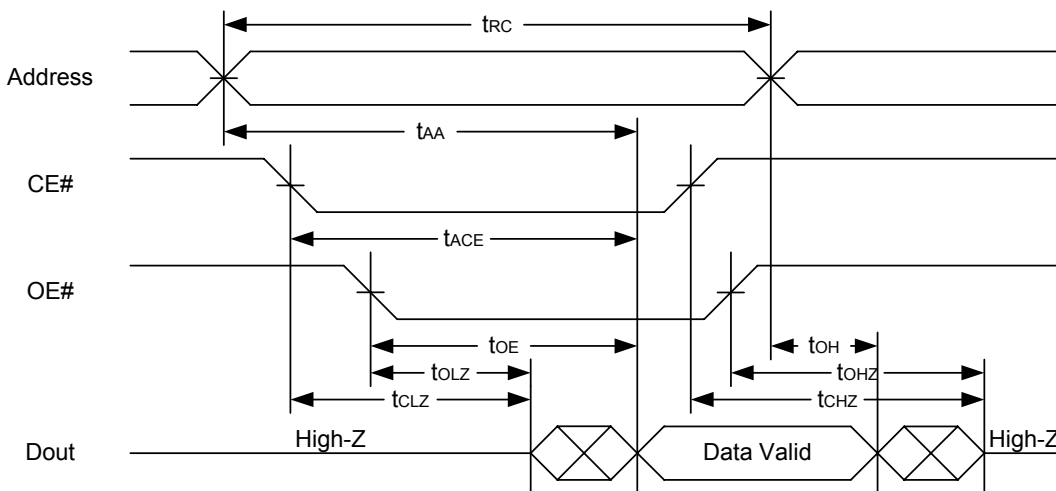 tRC
Address
tAA
CE#
tACE
OE#
tOE
tOH
tOLZ
tOHZ
tCLZ
tCHZ
High-Z
High-Z
Dout
Data Valid